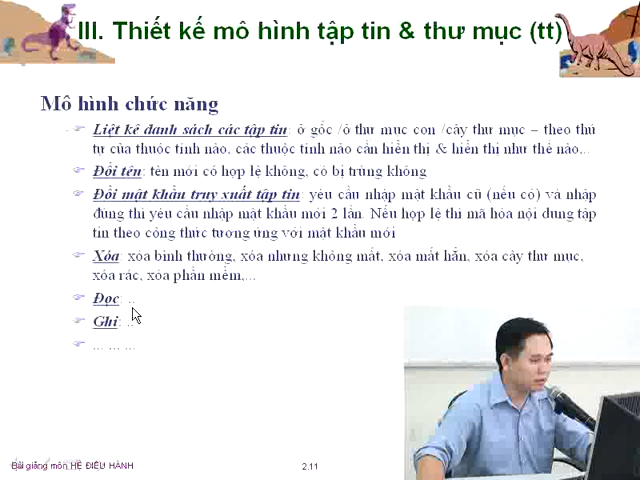 III. Thiết kế mô hình tập tin & thư mục (tt)
Mô hình chức năng
Liệt kê danh sách các tập tin: ở gốc /ở thư mục con /cây thư mục – theo thứ
tự của thuộc tính nào, các thuộc tính nào cần hiển thị & hiển thị như thế nào...
Đổi tên: tên mới có hợp lệ không, có bị trùng không
Đổi mật khẩu truy xuất tập tin: yêu cầu nhập mật khẩu cũ (nếu có) và nhập
đúng thì yêu cầu nhập mật khẩu mới 2 lần. Nếu hợp lệ thì mã hóa nội dung tập
tin theo công thức tương ứng với mật khẩu mới
Xóa: xóa bình thường, xóa nhưng không mất, xóa mất hẳn, xóa cây thư mục,
xóa rác, xóa phần mềm,...
Đọc: ..
Ghi: ..
... ... ...
Bài giảng môn HỆ ĐIỀU HÀNH
2.11